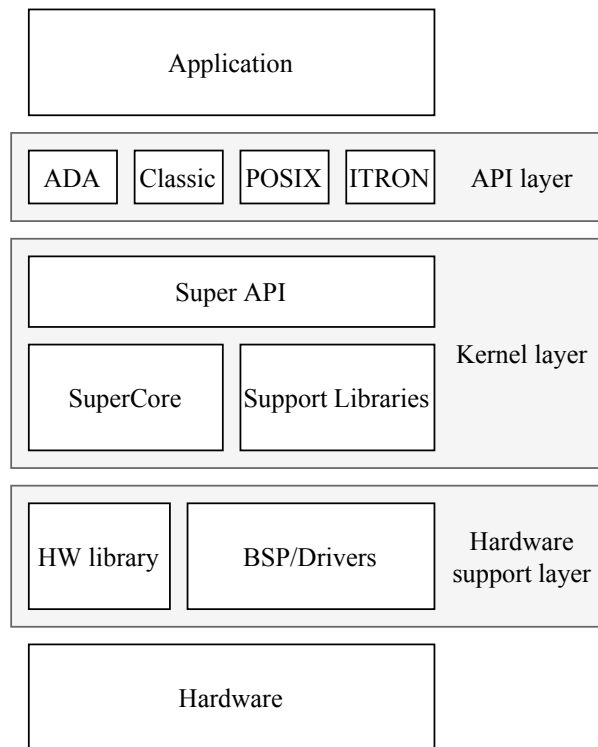 Application
ADA Classic POSIX ITRON API layer
Super API
Kernel layer
SuperCore Support Libraries
HW library BSP/Drivers Hardware
support layer
Hardware